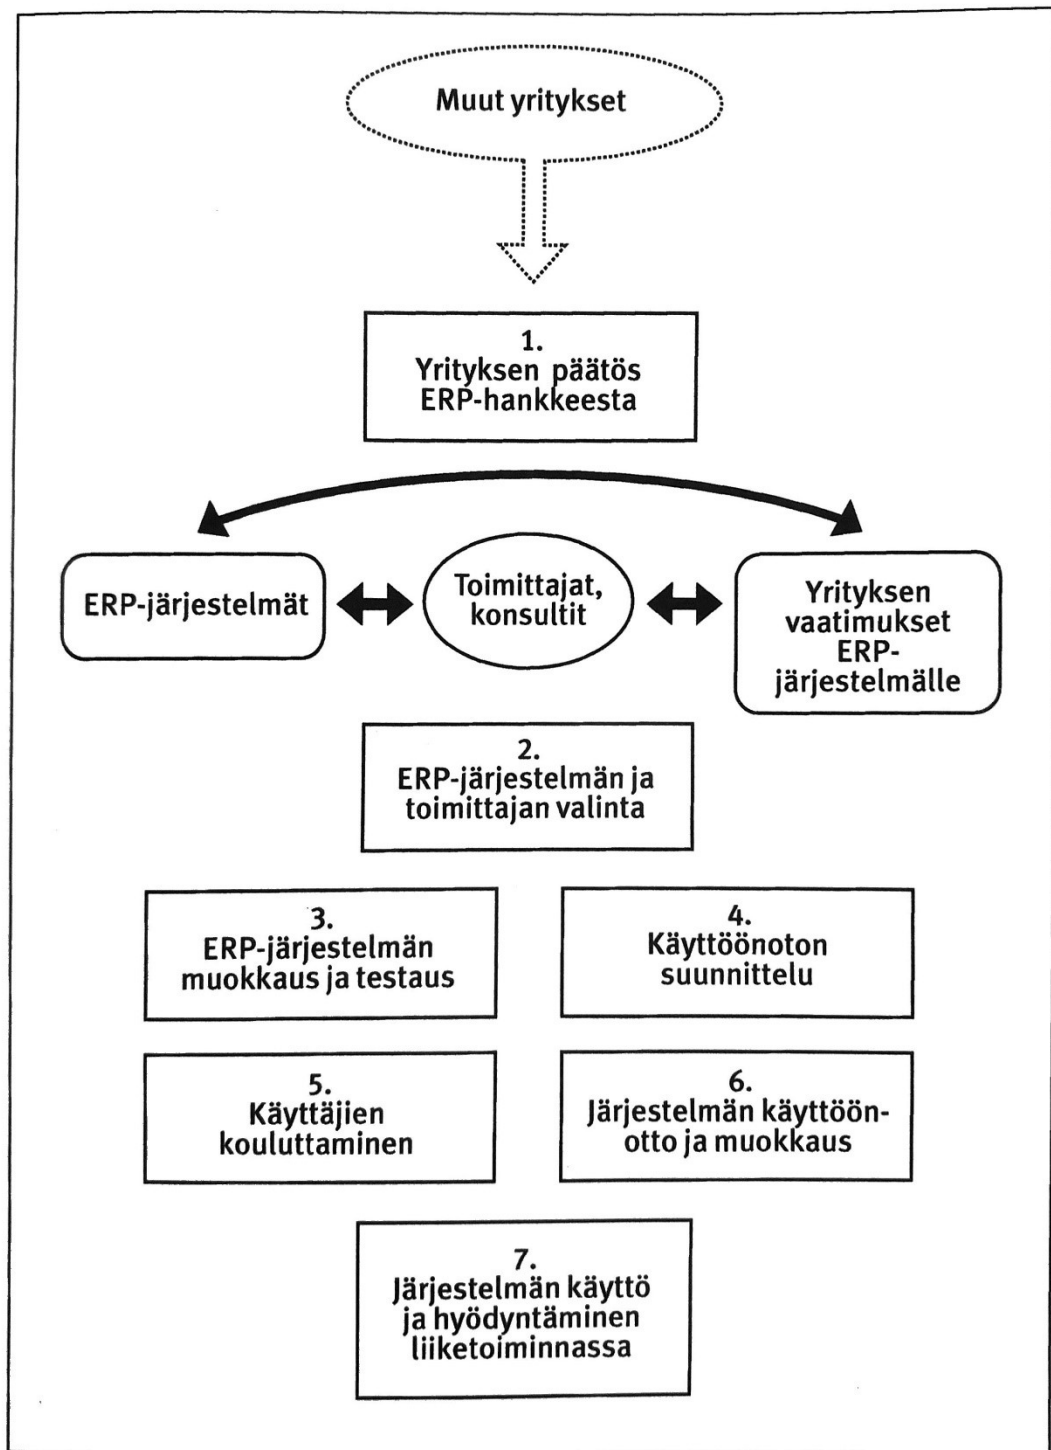 Muut yritykset
1.
Yrityksen päätös
ERP-hankkeesta
ERP-järjestelmät
Toimittajat,
konsultit
Yrityksen
vaatimukset
ERP-
järjestelmälle
2.
ERP-järjestelmän ja
toimittajan valinta
3.
ERP-järjestelmän
muokkaus ja testaus
4.
Käyttöönoton
suunnittelu
5.
Käyttäjien
kouluttaminen
6.
Järjestelmän käyttöön-
otto ja muokkaus
7.
Järjestelmän käyttö
ja hyödyntäminen
liiketoiminnassa